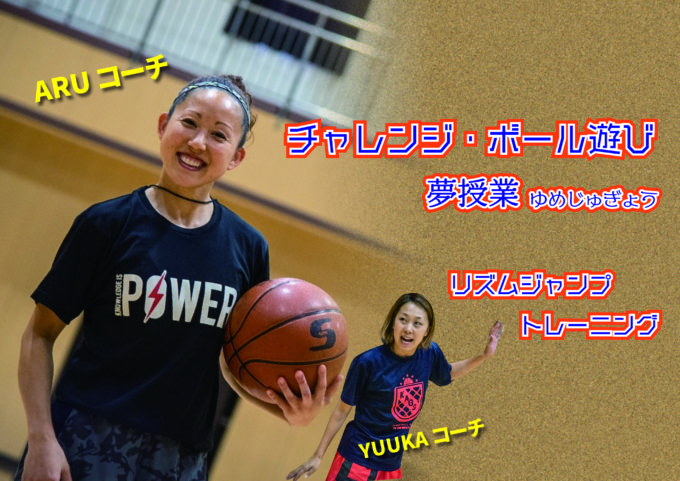 ARU コーチ
チャレンジ・ボール遊び
夢授業 ゆめじゅぎょう
リズムジャンプ
トレーニング
KNOWLEDGE IS
POWER
S
YUUKA コーチ